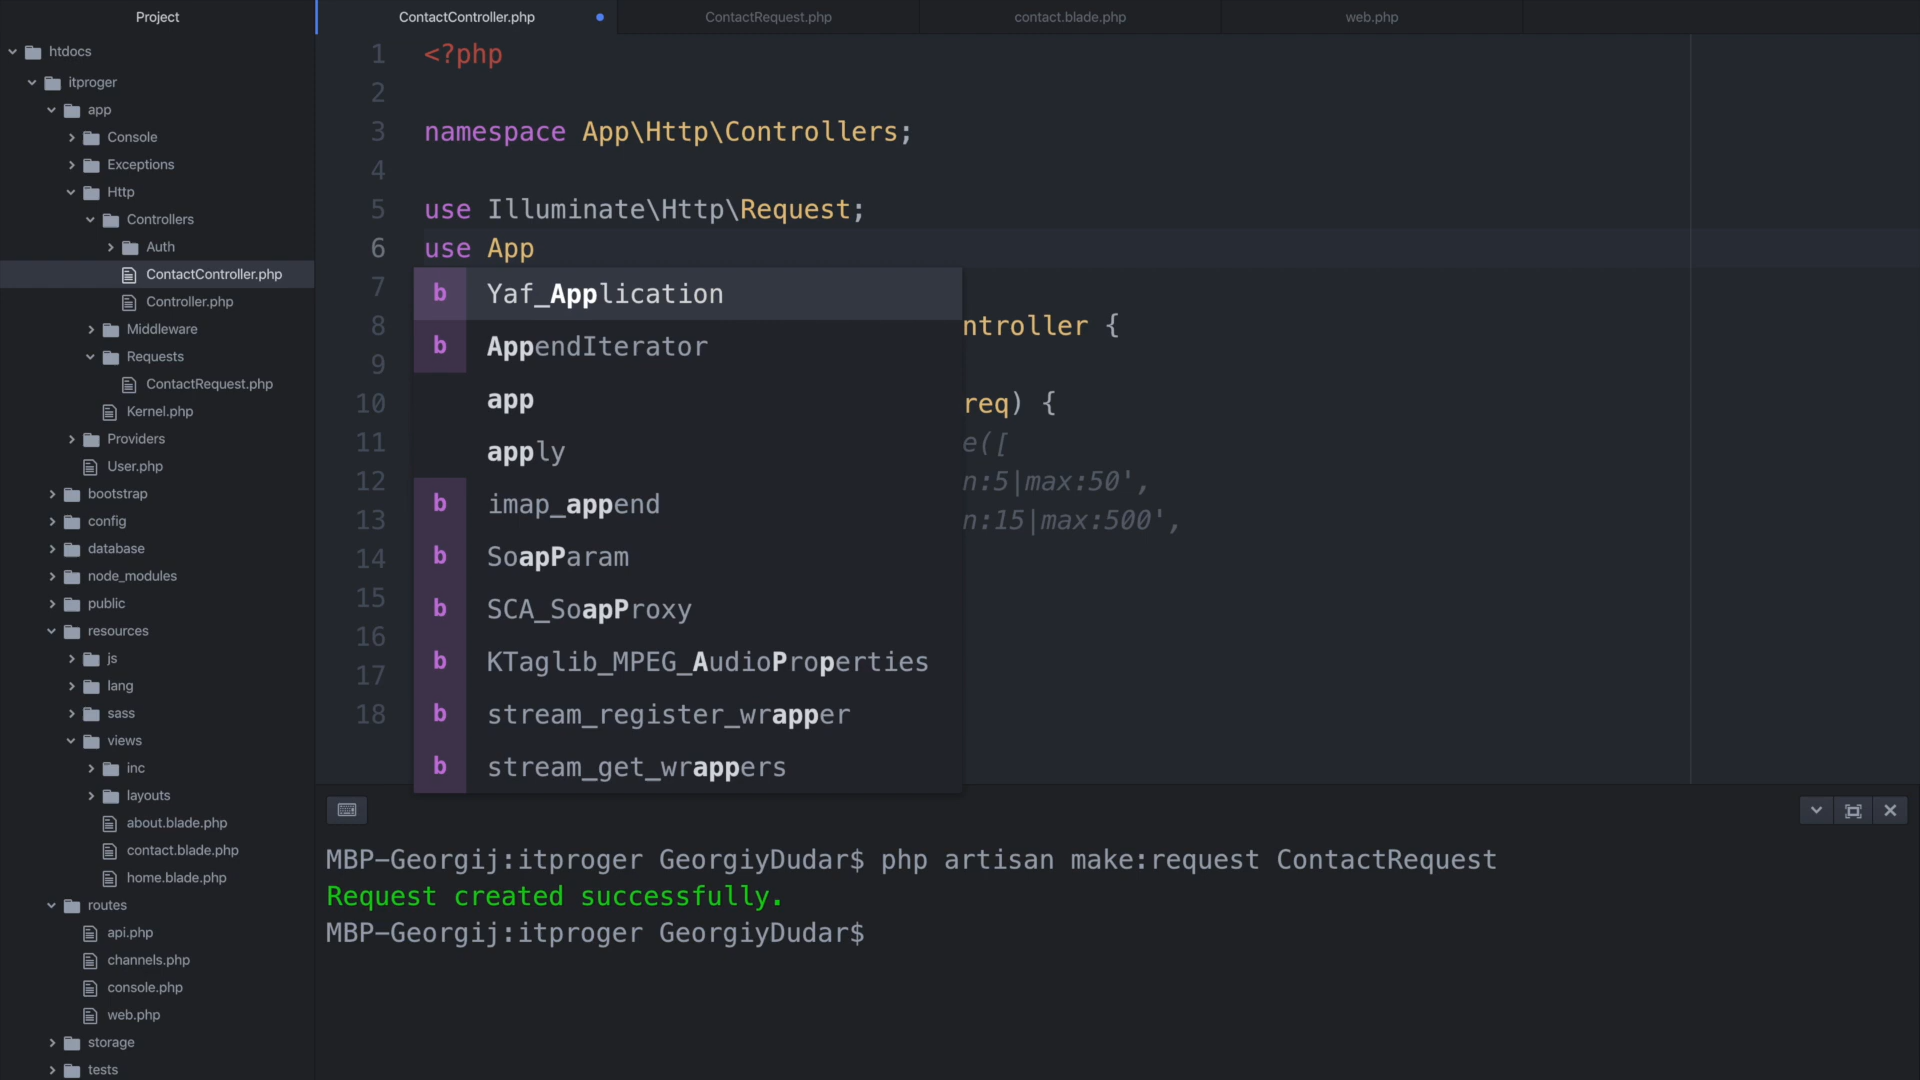 Project
htdocs
itproger
app
Console
Exceptions
Http
Controllers
Auth
ContactController.php
Controller.php
Middleware
Requests
ContactRequest.php
Kernel.php
Providers
User.php
bootstrap
config
database
node_modules
public
resources
js
lang
sass
views
inc
layouts
about.blade.php
contact.blade.php
home.blade.php
routes
api.php
channels.php
console.php
web.php
storage
tests
ContactController.php
ContactRequest.php
contact.blade.php
web.php
1 <?php
2
3 namespace App\Http\Controllers;
4
5 use Illuminate\Http\Request;
6 use App
7
8 ntroller {
9
10 req) {
11 e([
12 n:5|max:50',
13 n:15|max:500',
14
15
16
17
18
b Yaf_Application
b AppendIterator
app
apply
b imap_append
b SoapParam
b SCA_SoapProxy
b KTaglib_MPEG_AudioProperties
b stream_register_wrapper
b stream_get_wrappers
MBP-Georgij:itproger GeorgiyDudar$ php artisan make:request ContactRequest
Request created successfully.
MBP-Georgij:itproger GeorgiyDudar$